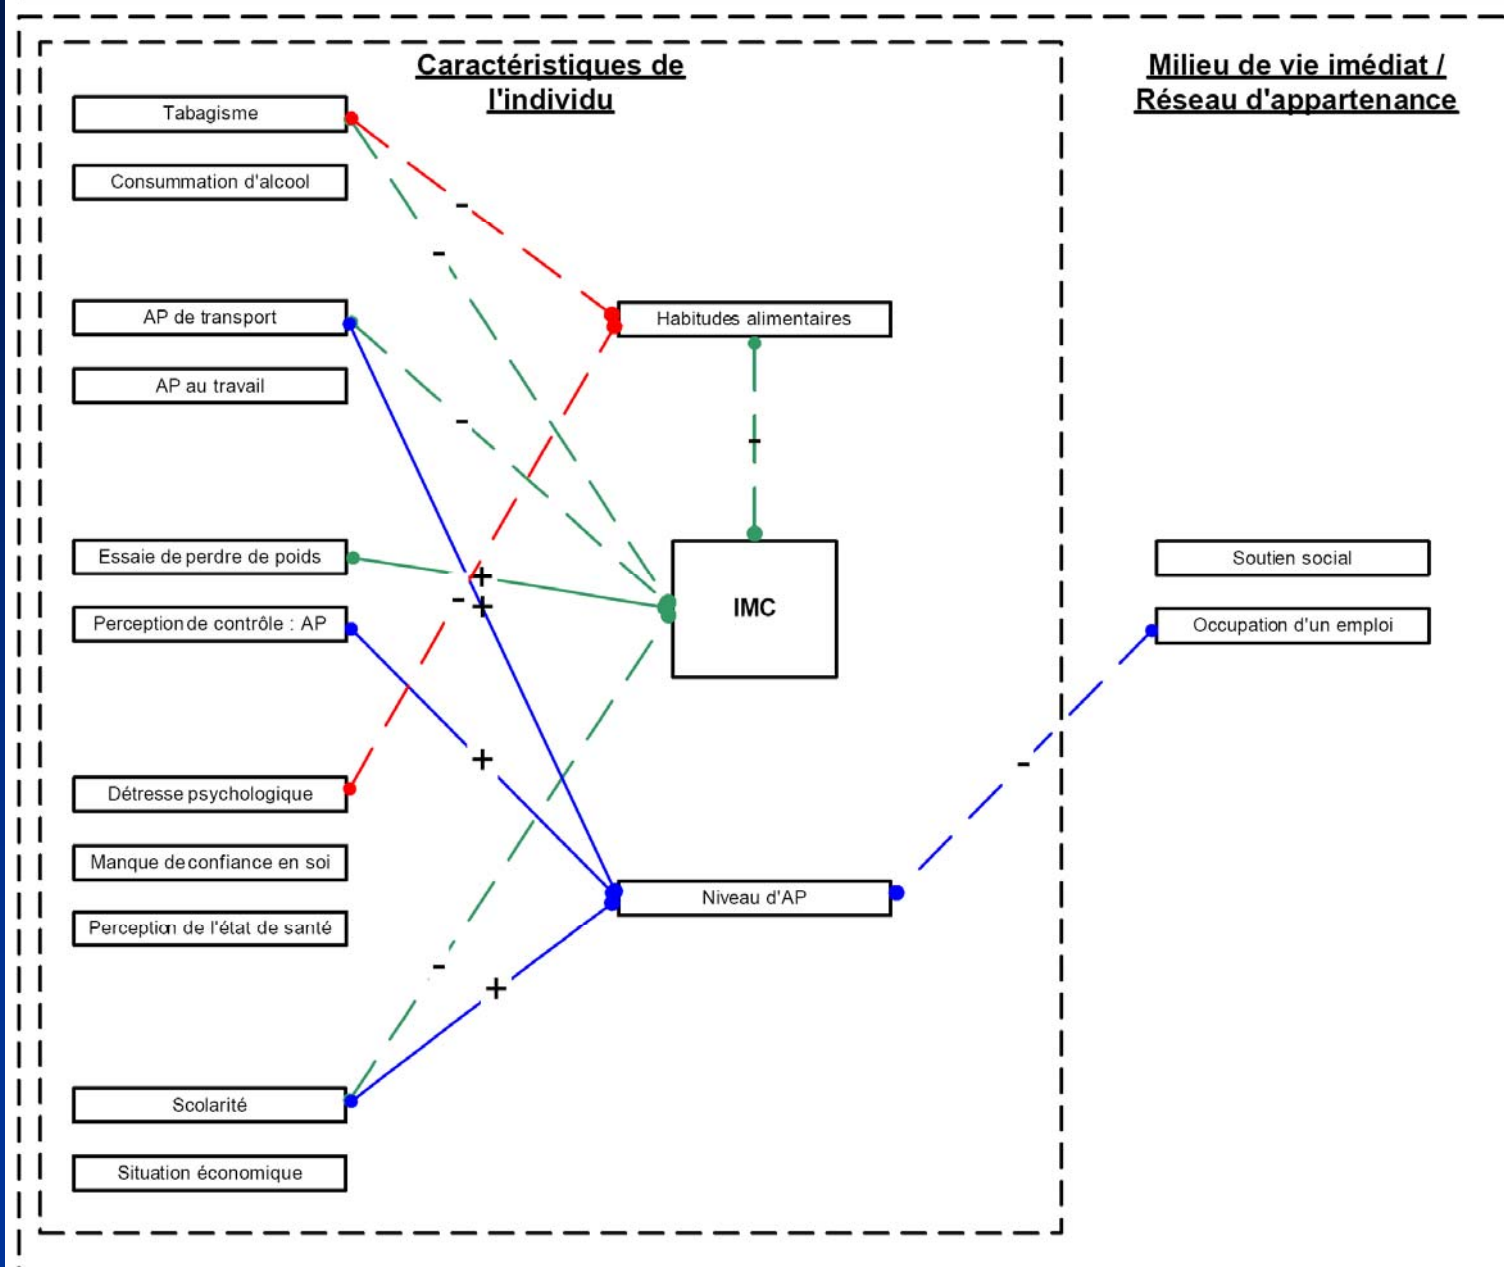 Caractéristiques de
l'individu
Milieu de vie imédiat /
Réseau d'appartenance
Tabagisme
Consummation d'alcool
-
-
AP de transport
Habitudes alimentaires
AP au travail
-
-
Essaie de perdre de poids
+
Soutien social
- +
IMC
Perception de contrôle : AP
Occupation d'un emploi
+
-
Détresse psychologique
Manque de confiance en soi
Niveau d'AP
Perception de l'état de santé
-
+
Scolarité
Situation économique